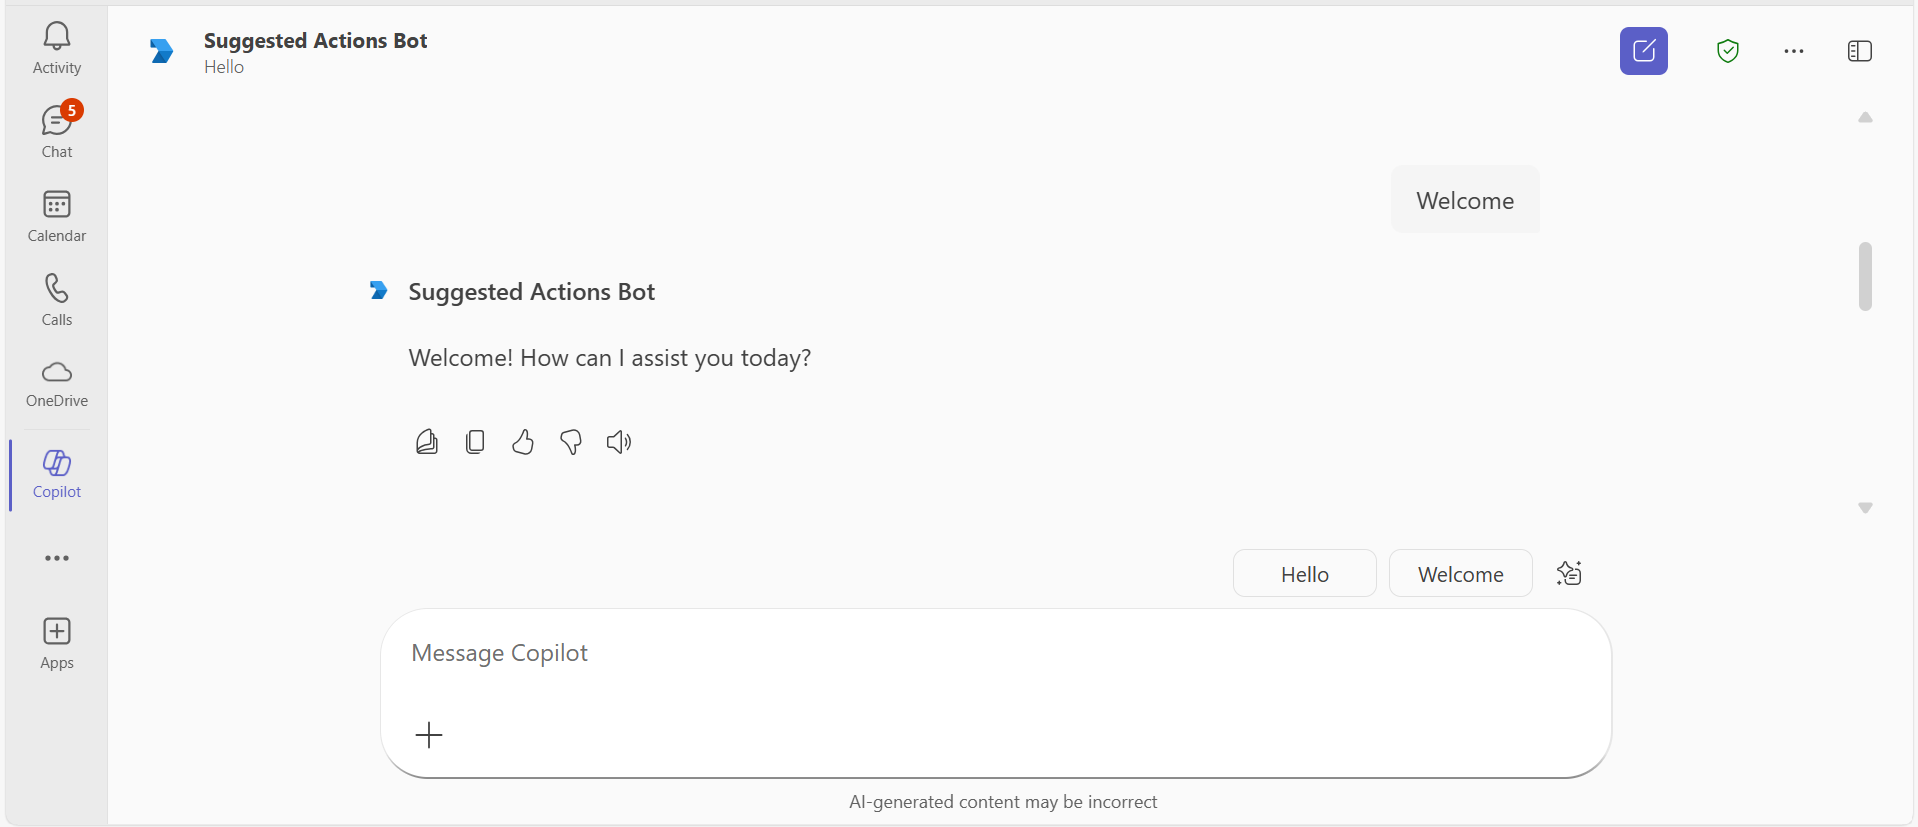 Activity
5
Chat
Calendar
Calls
OneDrive
Copilot
Apps
Suggested Actions Bot
Hello
Welcome
Suggested Actions Bot
Welcome! How can I assist you today?
Hello
Welcome
Message Copilot
AI-generated content may be incorrect